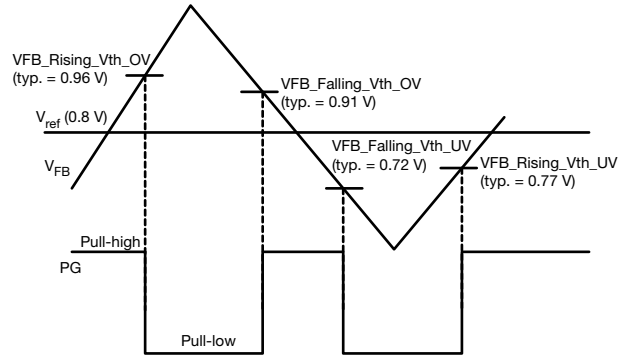 VFB_Rising_Vth_OV
(typ. = 0.96 V)
VFB_Falling_Vth_OV
(typ. = 0.91 V)
Vref (0.8 V)
VFB_Falling_Vth_UV
(typ. = 0.72 V)
VFB_Rising_Vth_UV
(typ. = 0.77 V)
VFB
Pull-high
PG
Pull-low